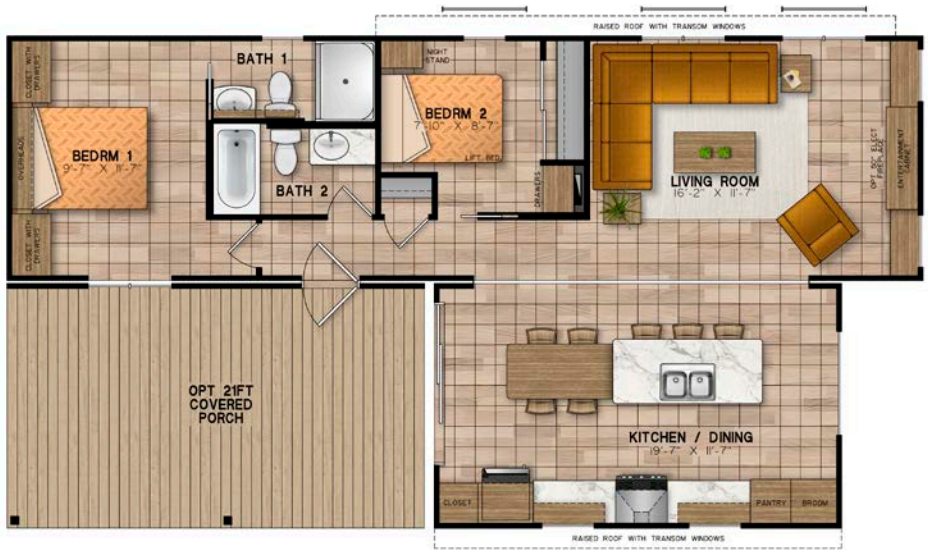 RAISED ROOF WITH TRANSOM WINDOWS
CLOSET WITH
DRAWERS
BATH 1
NIGHT
STAND
BEDRM 2
7'-10" X 8'-7"
LIFT BED
DRAWERS
BEDRM 1
9'-7" X 11'-7"
OVERHEADS
BATH 2
CLOSET WITH
DRAWERS
LIVING ROOM
16'-2" X 11'-7"
OPT 50" ELECT
FIREPLACE
ENTERTAINMENT
CABINET
OPT 21FT
COVERED
PORCH
KITCHEN / DINING
19'-7" X 11'-7"
CLOSET
PANTRY
BROOM
RAISED ROOF WITH TRANSOM WINDOWS